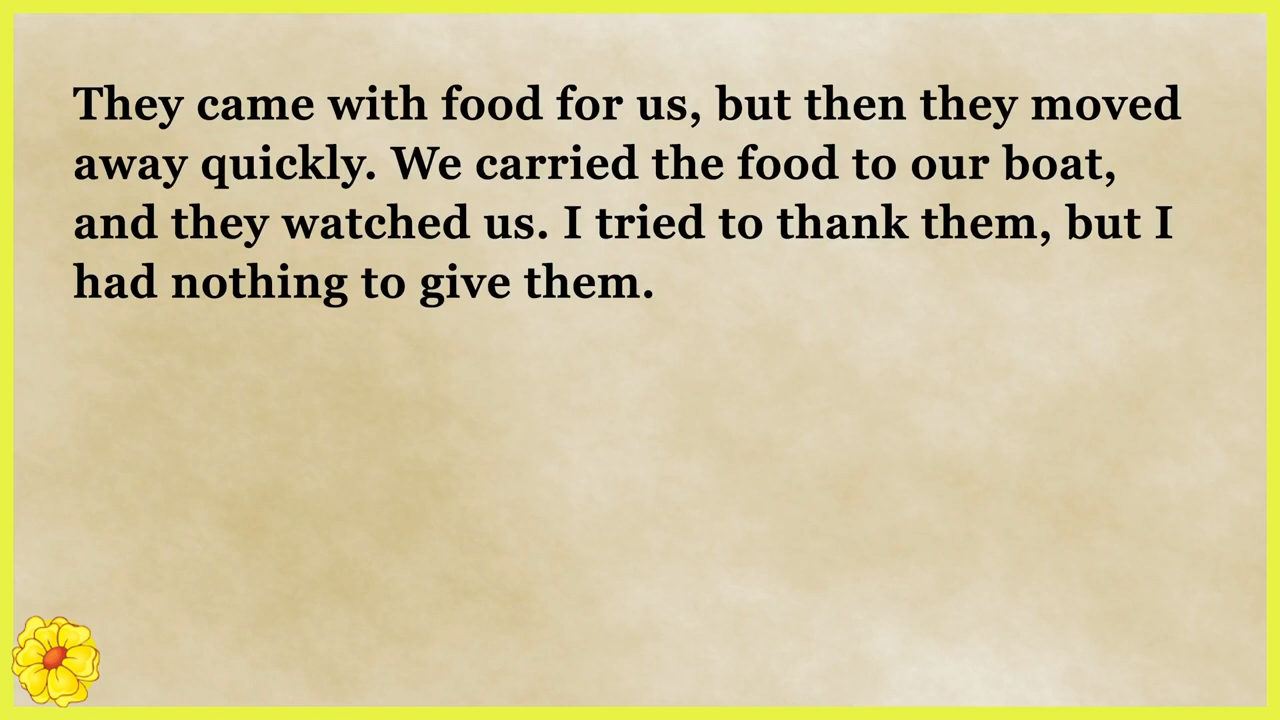 They came with food for us, but then they moved
away quickly. We carried the food to our boat,
and they watched us. I tried to thank them, but I
had nothing to give them.